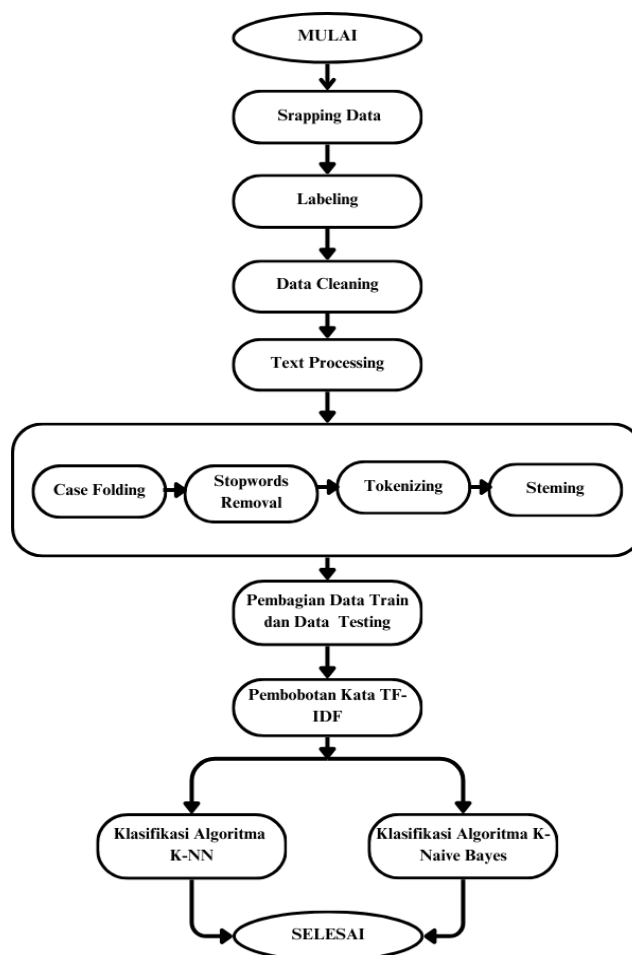 MULAI
Srapping Data
Labeling
Data Cleaning
Text Processing
Case Folding
Stopwords
Removal
Tokenizing
Steming
Pembagian Data Train
dan Data Testing
Pembobotan Kata TF-
IDF
Klasifikasi Algoritma
K-NN
Klasifikasi Algoritma K-
Naive Bayes
SELESAI